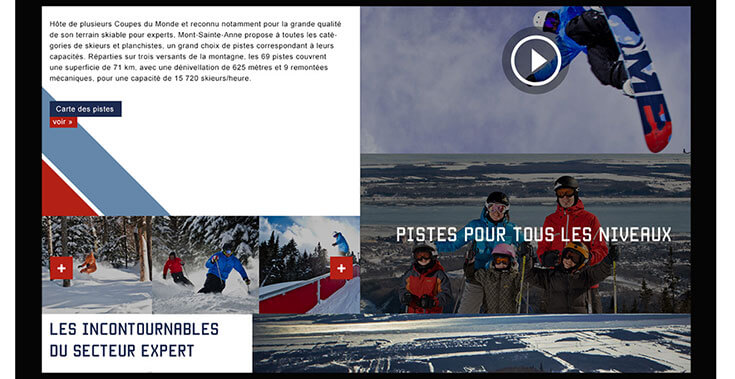 Hôte de plusieurs Coupes du Monde et reconnu notamment pour la grande qualité
de son terrain skiable pour experts, Mont-Sainte-Anne propose à toutes les caté-
gories de skieurs et planchistes, un grand choix de pistes correspondant à leurs
capacités. Réparties sur trois versants de la montagne, les 69 pistes couvrent
une superficie de 71 km, avec une dénivellation de 625 mètres et 9 remontées
mécaniques, pour une capacité de 15 720 skieurs/heure.
Carte des pistes
voir »
PISTES POUR TOUS LES NIVEAUX
+
+
LES INCONTOURNABLES
DU SECTEUR EXPERT